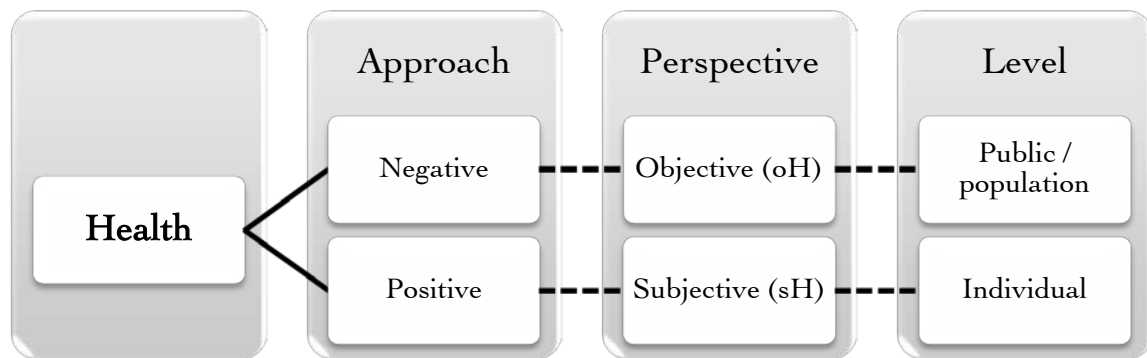 Approach
Perspective
Level
Health
Negative
Objective (oH)
Public /
population
Positive
Subjective (sH)
Individual